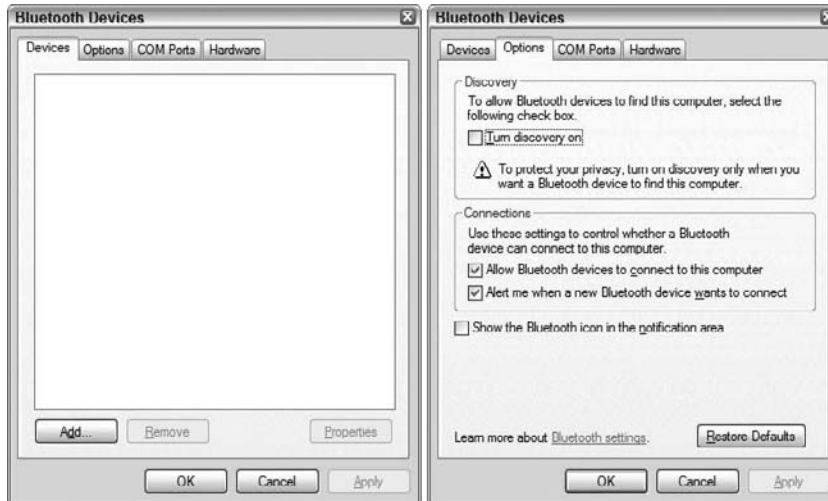 Bluetooth Devices
Devices Options COM Ports Hardware
Add... Remove Properties
OK Cancel Apply
Bluetooth Devices
Devices Options COM Ports Hardware
Discovery
To allow Bluetooth devices to find this computer, select the
following check box.
Turn discovery on
To protect your privacy, turn on discovery only when you
want a Bluetooth device to find this computer.
Connections
Use these settings to control whether a Bluetooth
device can connect to this computer.
Allow Bluetooth devices to connect to this computer
Alert me when a new Bluetooth device wants to connect
Show the Bluetooth icon in the notification area
Learn more about Bluetooth settings. Restore Defaults
OK Cancel Apply